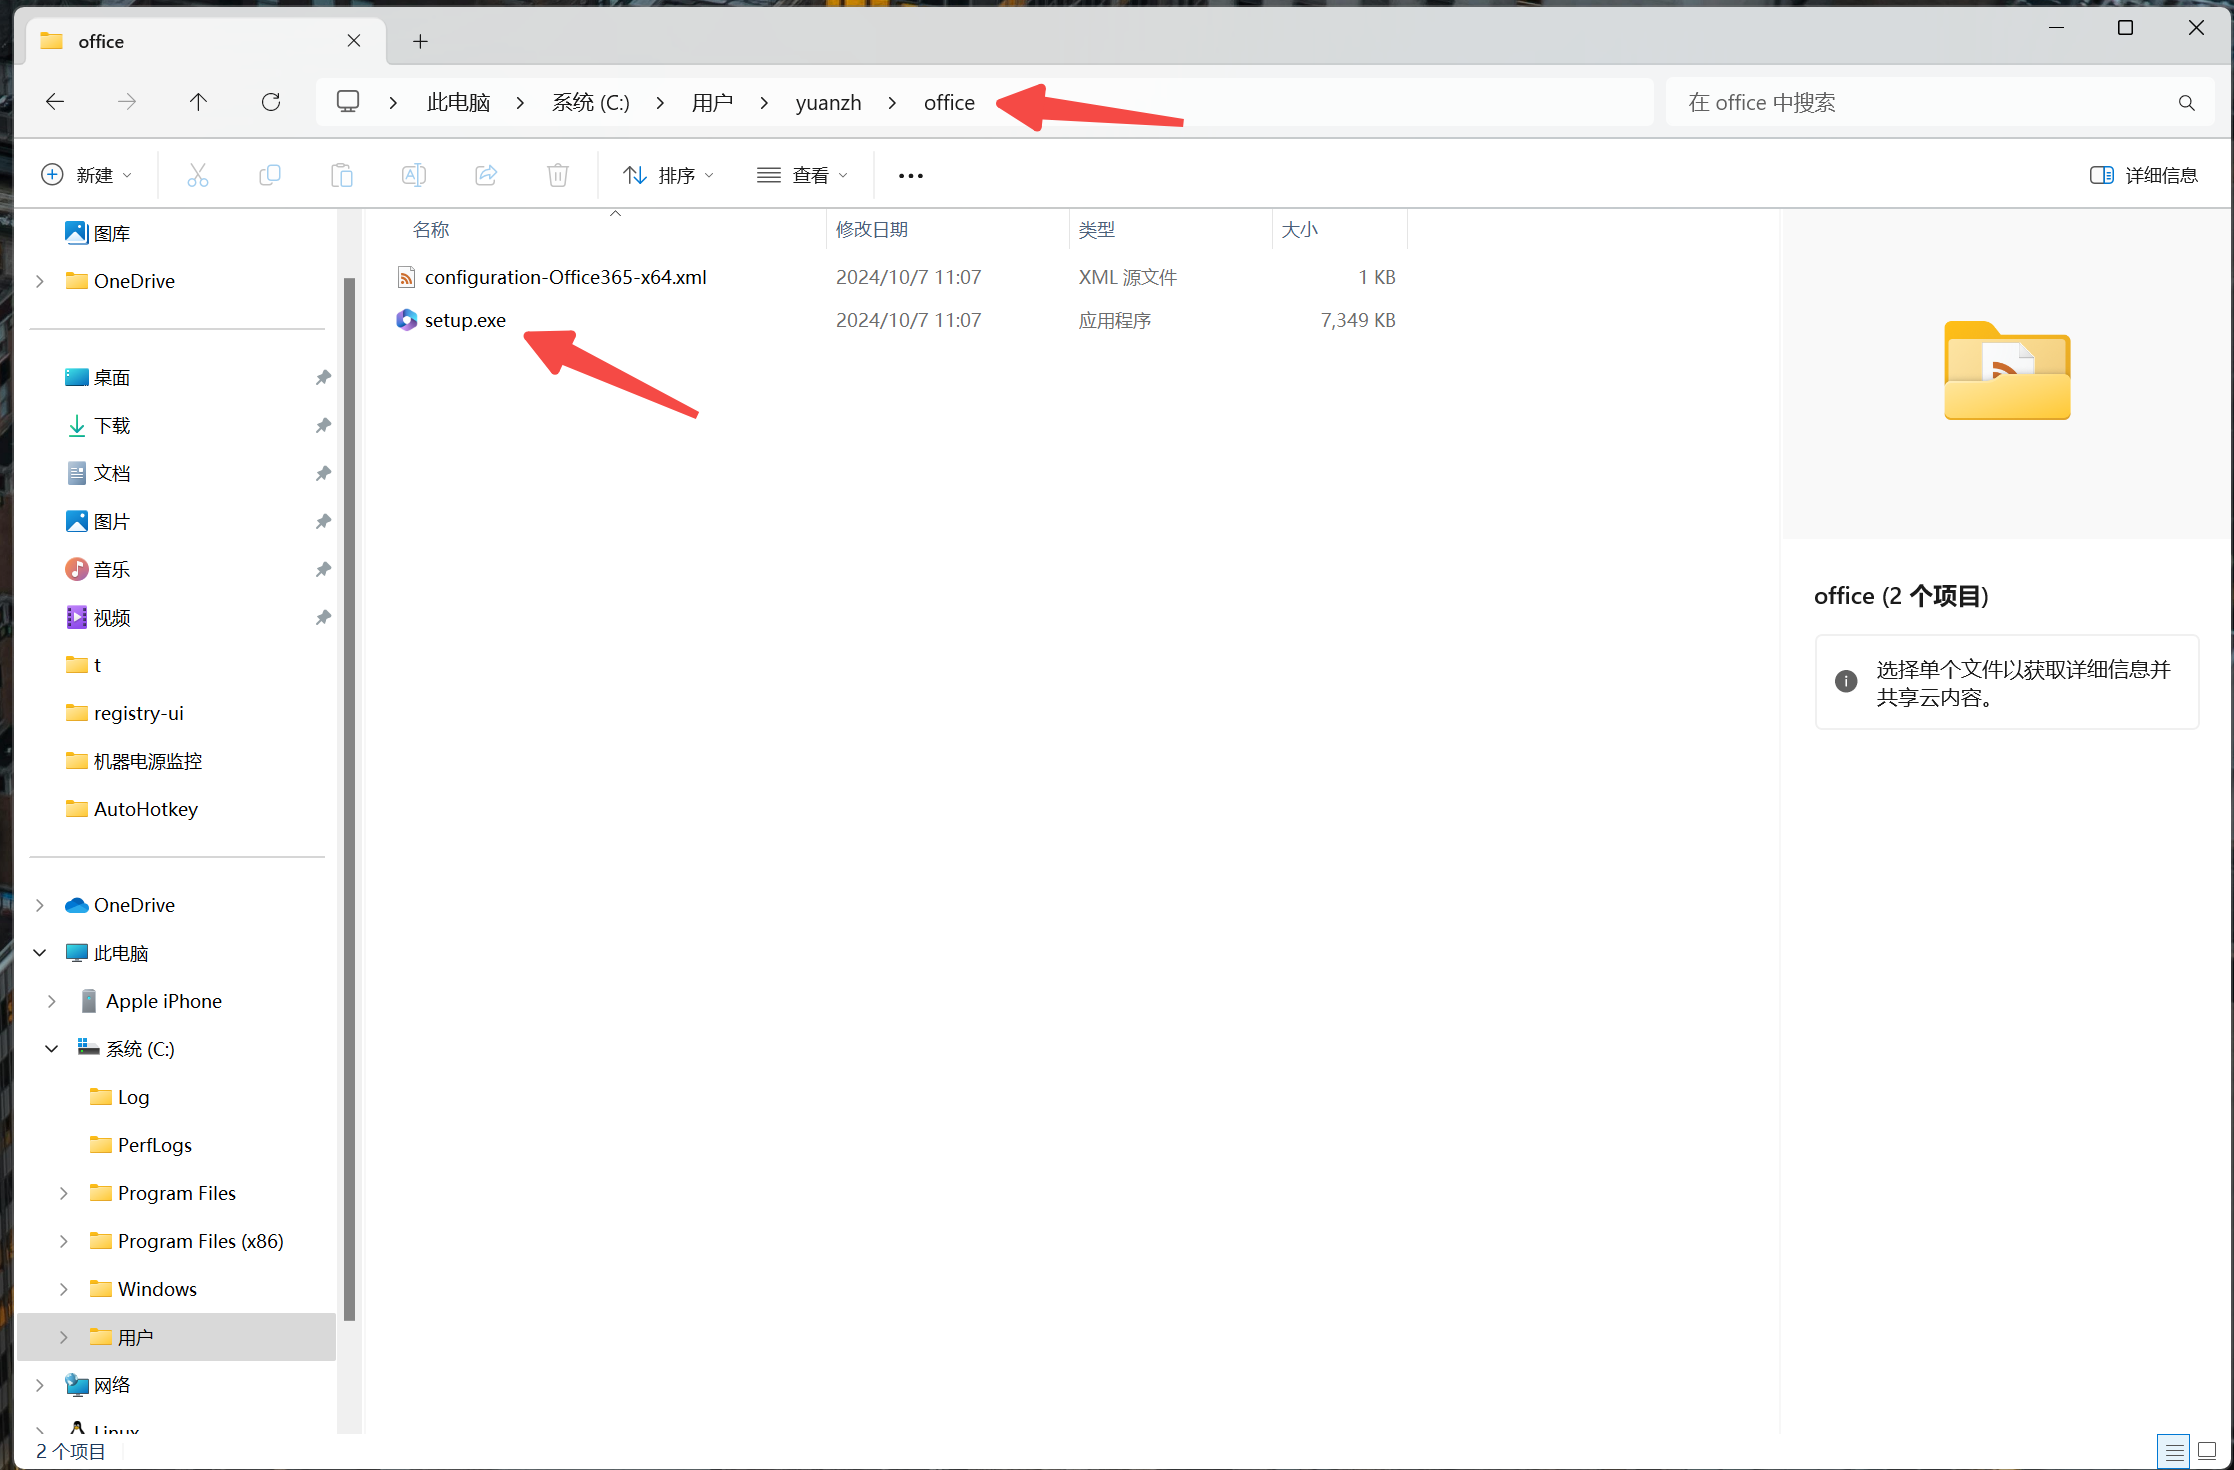 office
此电脑 系统 (C:) 用户 yuanzh office
在 office 中搜索
新建 排序 查看 详细信息
名称 修改日期 类型 大小
configuration-Office365-x64.xml 2024/10/7 11:07 XML 源文件 1 KB
setup.exe 2024/10/7 11:07 应用程序 7,349 KB
图库
OneDrive
桌面
下载
文档
图片
音乐
视频
t
registry-ui
机器电源监控
AutoHotkey
OneDrive
此电脑
Apple iPhone
系统 (C:)
Log
PerfLogs
Program Files
Program Files (x86)
Windows
用户
网络
Linux
2 个项目
office (2 个项目)
选择单个文件以获取详细信息并
共享云内容。